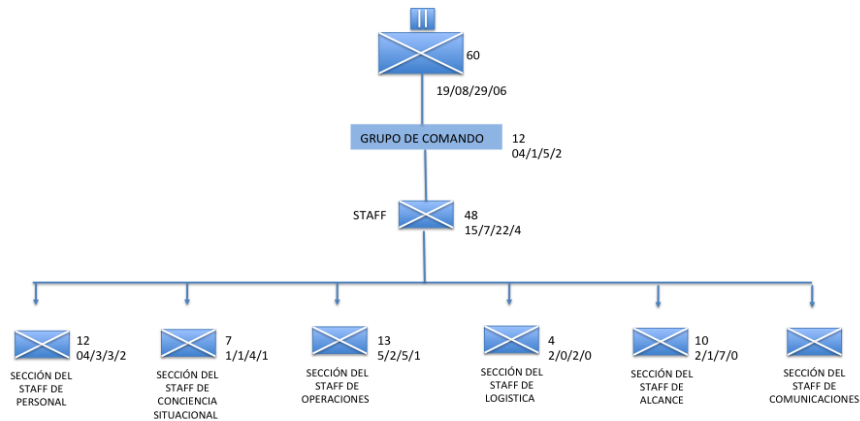 60
19/08/29/06
GRUPO DE COMANDO
12
04/1/5/2
STAFF
48
15/7/22/4
12
04/3/3/2
SECCIÓN DEL
STAFF DE
PERSONAL
7
1/1/4/1
SECCIÓN DEL
STAFF DE
CONCIENCIA
SITUACIONAL
13
5/2/5/1
SECCIÓN DEL
STAFF DE
OPERACIONES
4
2/0/2/0
SECCIÓN DEL
STAFF DE
LOGISTICA
10
2/1/7/0
SECCIÓN DEL
STAFF DE
ALCANCE
SECCIÓN DEL
STAFF DE
COMUNICACIONES